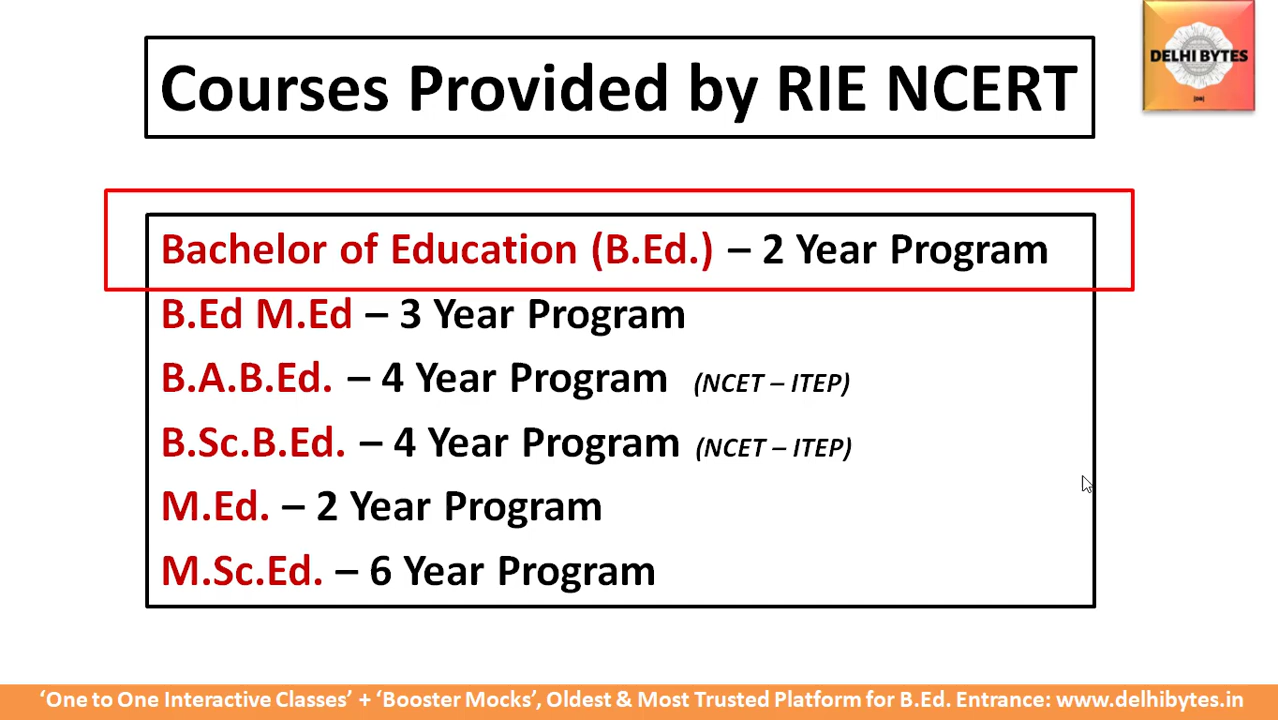 Courses Provided by RIE NCERT
DELHI BYTES
Bachelor of Education (B.Ed.) – 2 Year Program
B.Ed M.Ed – 3 Year Program
B.A.B.Ed. – 4 Year Program (NCET – ITEP)
B.Sc.B.Ed. – 4 Year Program (NCET – ITEP)
M.Ed. – 2 Year Program
M.Sc.Ed. – 6 Year Program
‘One to One Interactive Classes’ + ‘Booster Mocks’, Oldest & Most Trusted Platform for B.Ed. Entrance: www.delhibytes.in